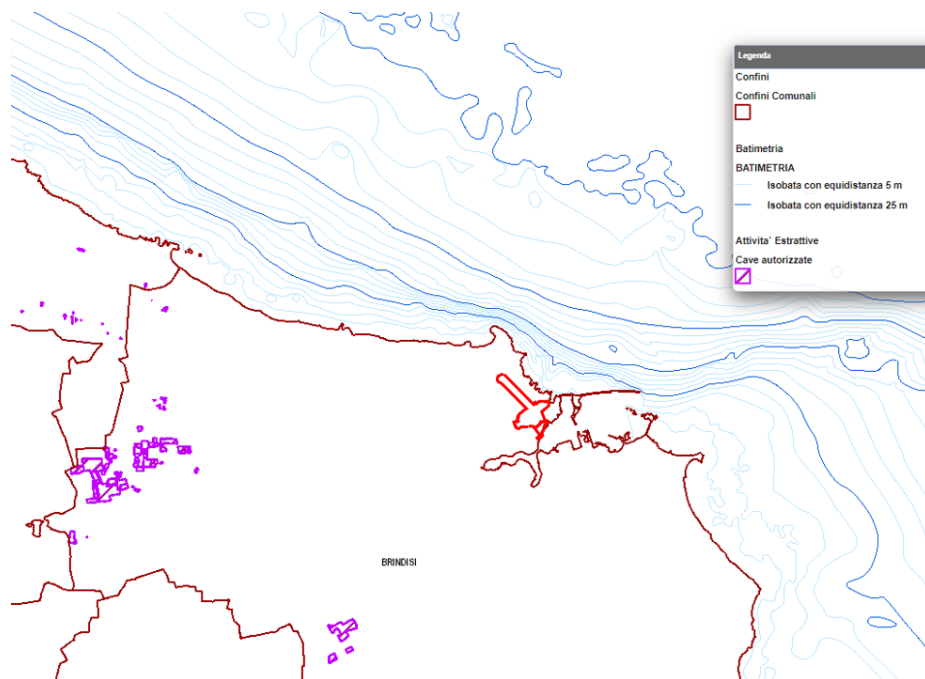 Legenda
Confini
Confini Comunali
Batimetria
BATIMETRIA
Isobata con equidistanza 5 m
Isobata con equidistanza 25 m
Attivita` Estrattive
Cave autorizzate
BRINDISI